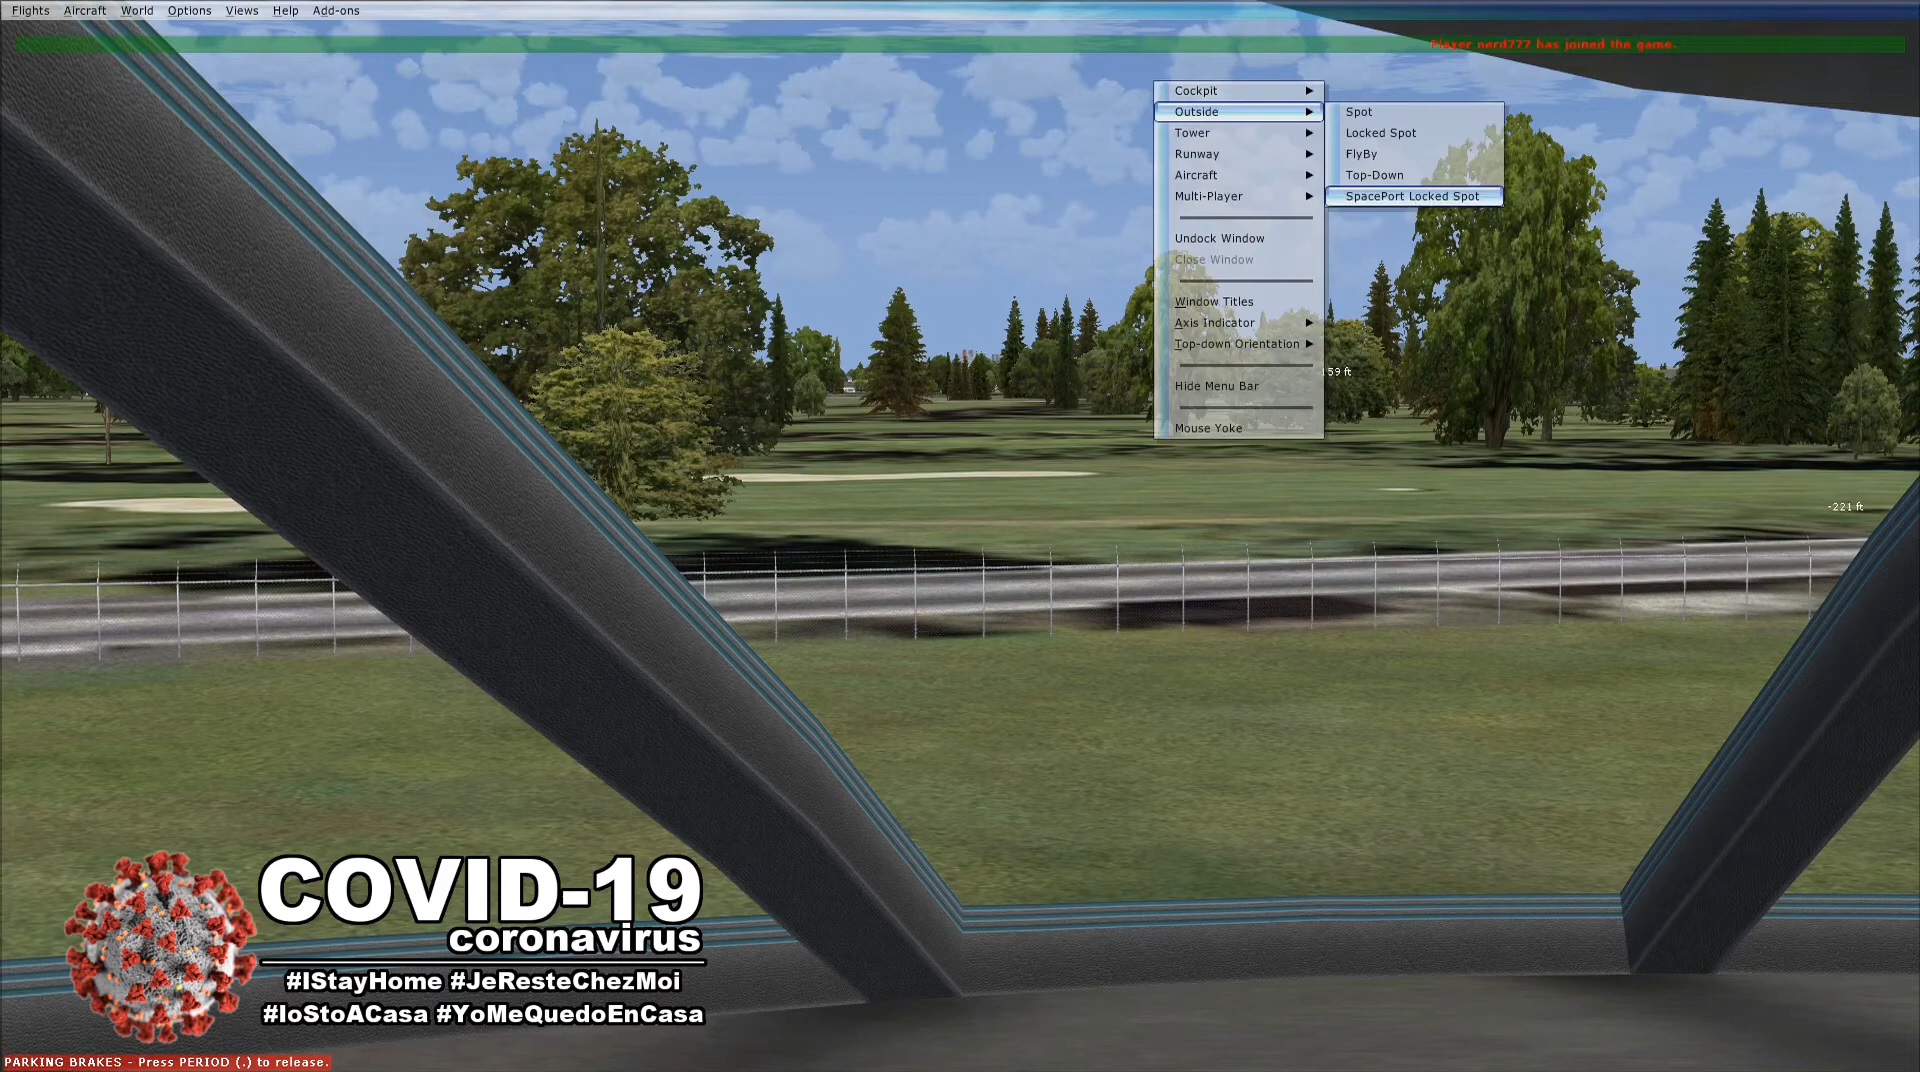 Flights Aircraft World Options Views Help Add-ons
Player nerd777 has joined the game.
Cockpit
Outside
Tower
Runway
Aircraft
Multi-Player
Undock Window
Close Window
Window Titles
Axis Indicator
Top-down Orientation
Hide Menu Bar
Mouse Yoke
Spot
Locked Spot
FlyBy
Top-Down
SpacePort Locked Spot
159 ft
-221 ft
COVID-19
coronavirus
#IStayHome #JeResteChezMoi
#IoStoACasa #YoMeQuedoEnCasa
PARKING BRAKES - Press PERIOD (.) to release.